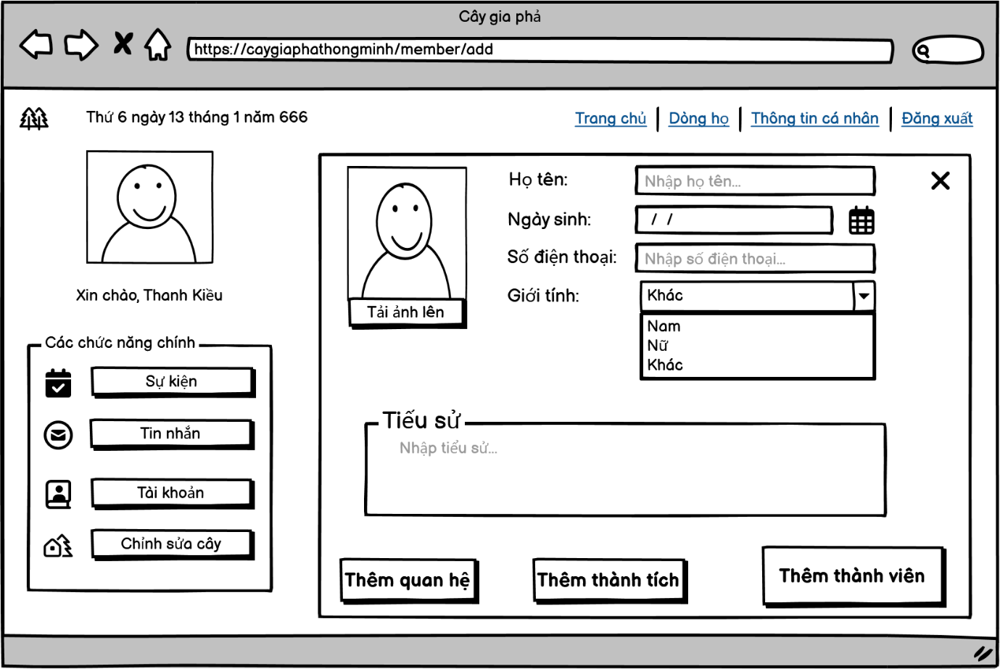 Cây gia phả
https://caygiaphathongminh/member/add
Thứ 6 ngày 13 tháng 1 năm 666
Trang chủ
Dòng họ
Thông tin cá nhân
Đăng xuất
Xin chào, Thanh Kiều
Các chức năng chính
Sự kiện
Tin nhắn
Tài khoản
Chỉnh sửa cây
Tải ảnh lên
Họ tên:
Nhập họ tên...
Ngày sinh:
/ /
Số điện thoại:
Nhập số điện thoại...
Giới tính:
Khác
Nam
Nữ
Khác
Tiểu sử
Nhập tiểu sử...
Thêm quan hệ
Thêm thành tích
Thêm thành viên